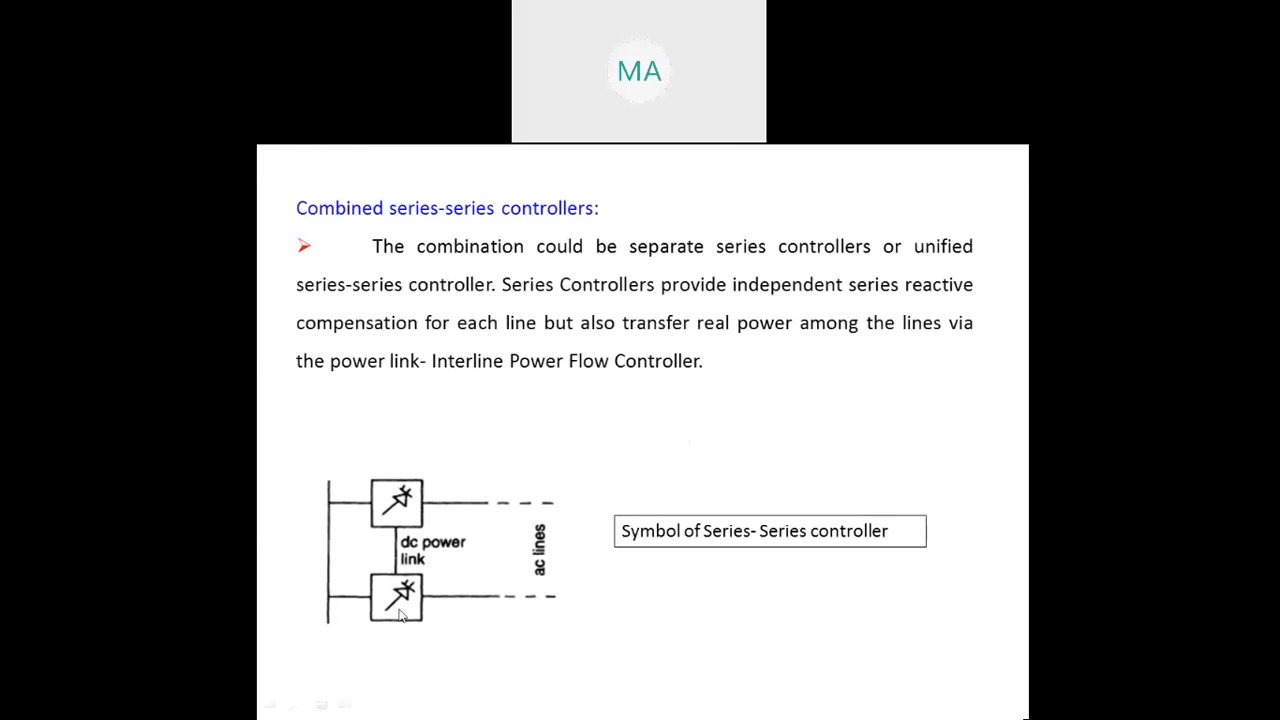 MA
Combined series-series controllers:
The combination could be separate series controllers or unified
series-series controller. Series Controllers provide independent series reactive
compensation for each line but also transfer real power among the lines via
the power link- Interline Power Flow Controller.
dc power
link
ac lines
Symbol of Series- Series controller